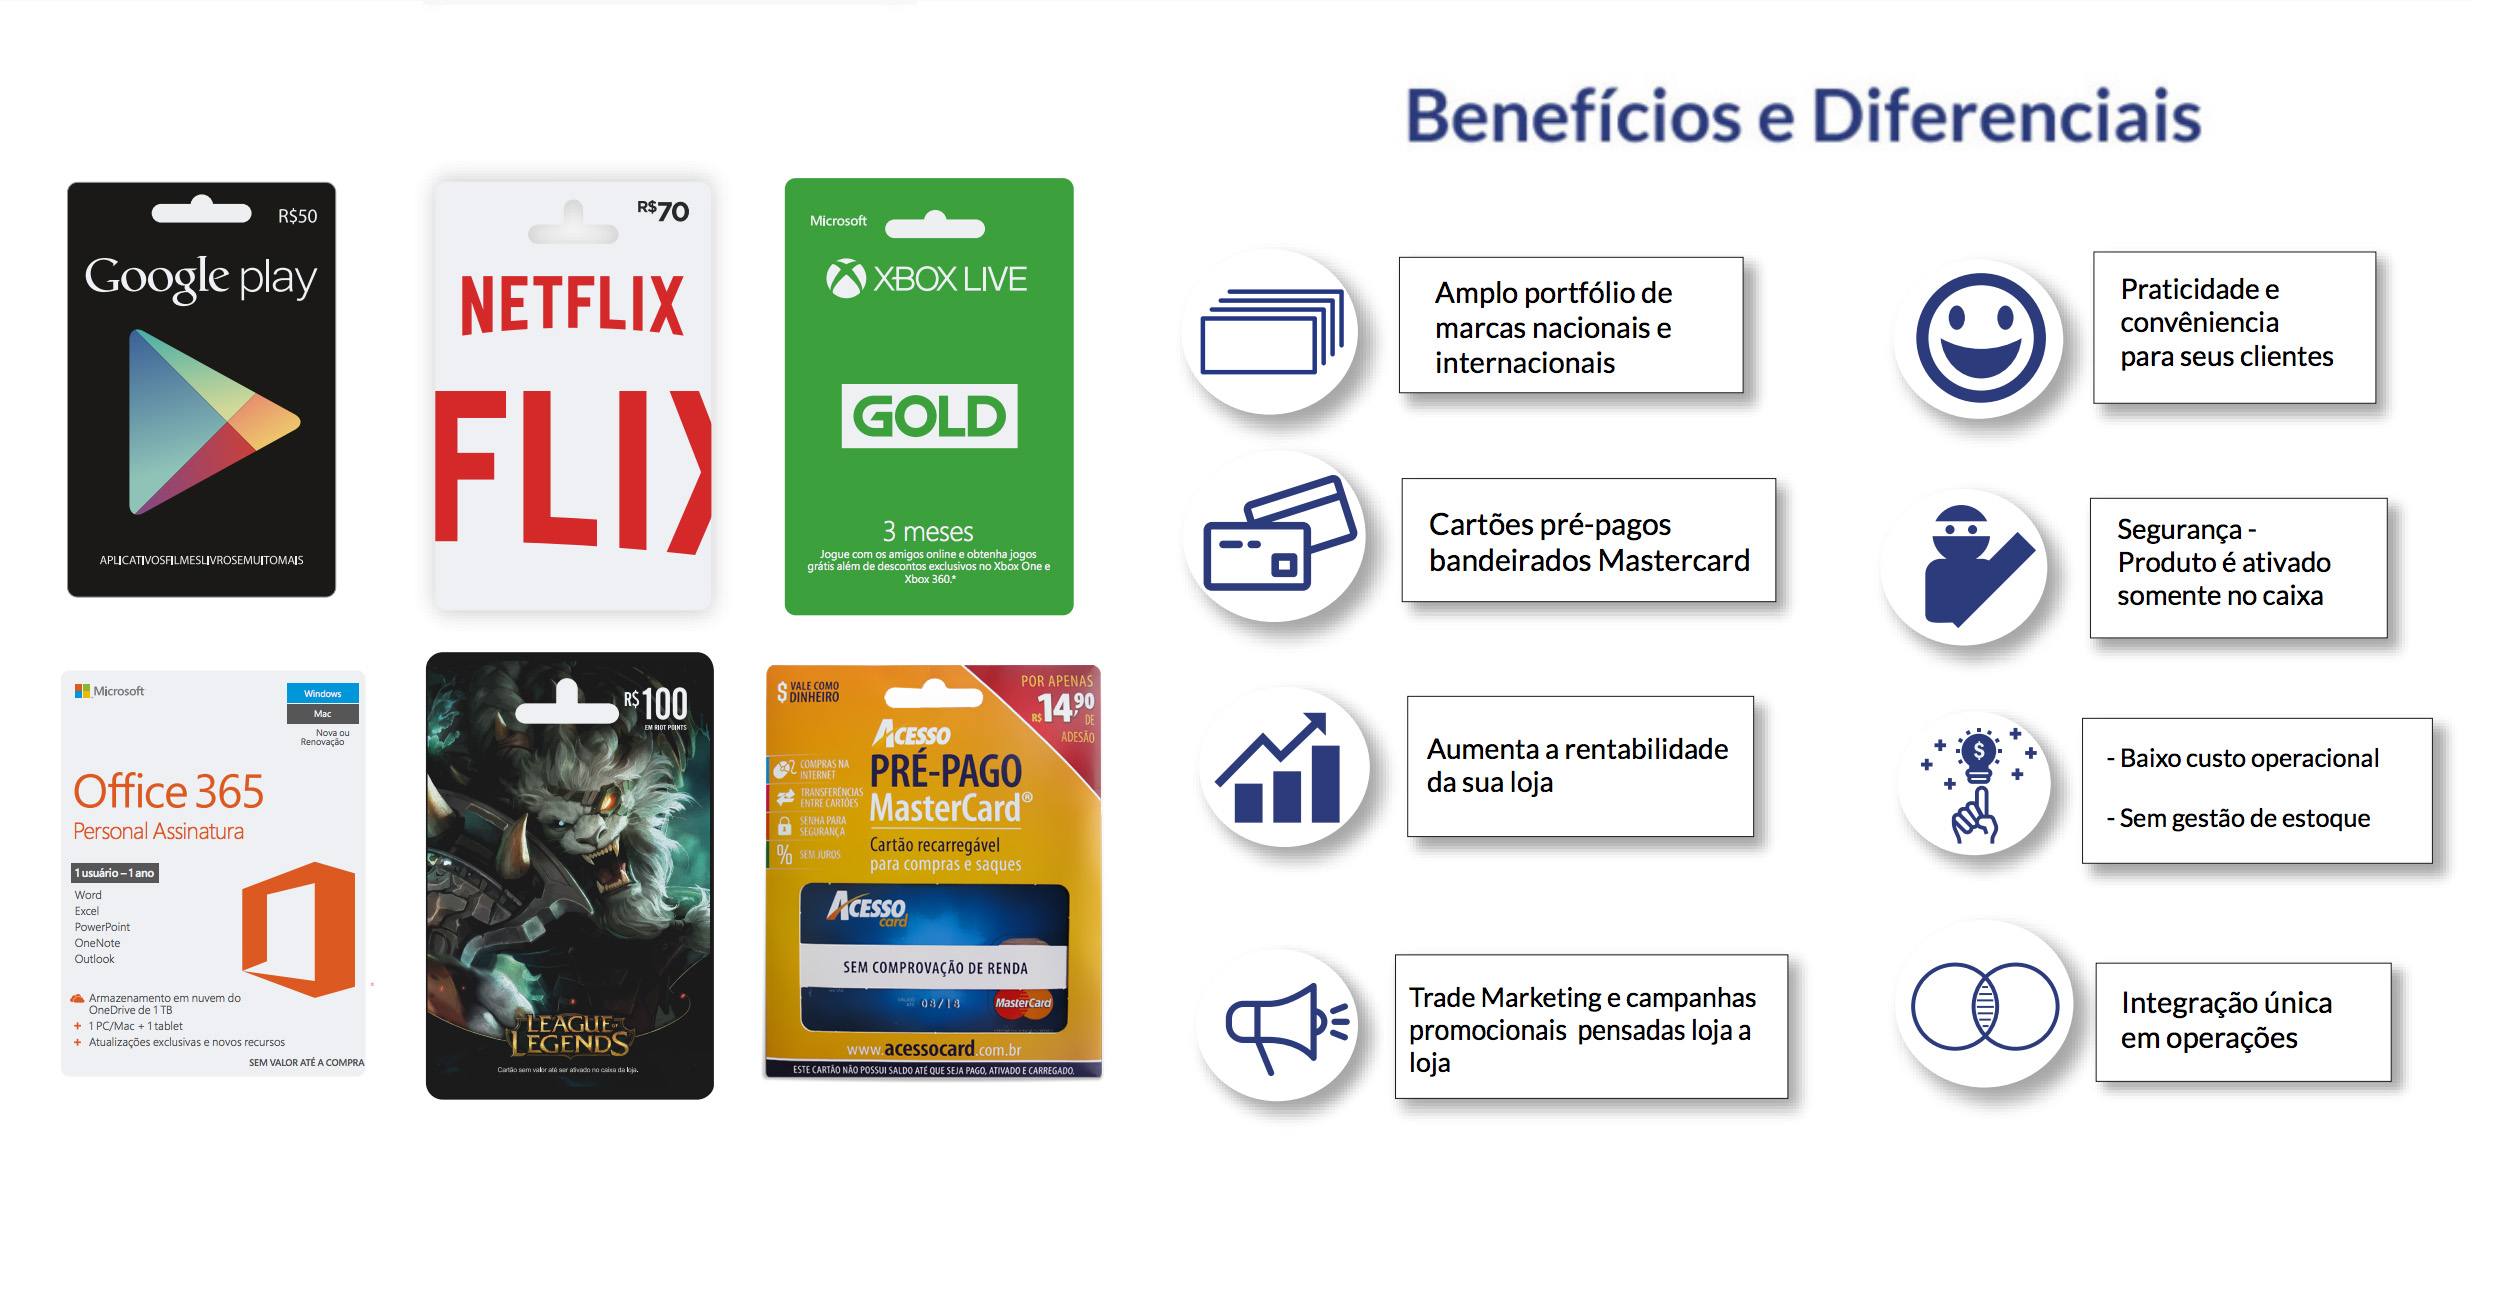 R$50
Google play
APLICATIVOSFILMESLIVROSEMUITOMAIS
R$70
NETFLIX
FLIX
Microsoft
XBOX LIVE
GOLD
3 meses
Jogue com os amigos online e obtenha jogos
grátis além de descontos exclusivos no Xbox One e
Xbox 360.*
Microsoft
Windows
Mac
Nova ou
Renovação
Office 365
Personal Assinatura
1 usuário – 1 ano
Word
Excel
PowerPoint
OneNote
Outlook
Armazenamento em nuvem do
OneDrive de 1 TB
+ 1 PC/Mac + 1 tablet
+ Atualizações exclusivas e novos recursos
SEM VALOR ATÉ A COMPRA
R$100
EM RIOT POINTS
LEAGUE OF
LEGENDS
Cartão sem valor até ser ativado no caixa da loja.
$ VALE COMO
DINHEIRO
POR APENAS
R$14,90
DE
ADESÃO
ACESSO
PRÉ-PAGO
MasterCard®
Cartão recarregável
para compras e saques
COMPRAS NA
INTERNET
TRANSFERÊNCIAS
ENTRE CARTÕES
SENHA PARA
SEGURANÇA
% SEM JUROS
ACESSO
card
SEM COMPROVAÇÃO DE RENDA
08/18
MasterCard
www.acessocard.com.br
ESTE CARTÃO NÃO POSSUI SALDO ATÉ QUE SEJA PAGO, ATIVADO E CARREGADO.
Benefícios e Diferenciais
Amplo portfólio de
marcas nacionais e
internacionais
Cartões pré-pagos
bandeirados Mastercard
Aumenta a rentabilidade
da sua loja
Trade Marketing e campanhas
promocionais pensadas loja a
loja
Praticidade e
convêniencia
para seus clientes
Segurança -
Produto é ativado
somente no caixa
$
- Baixo custo operacional
- Sem gestão de estoque
Integração única
em operações